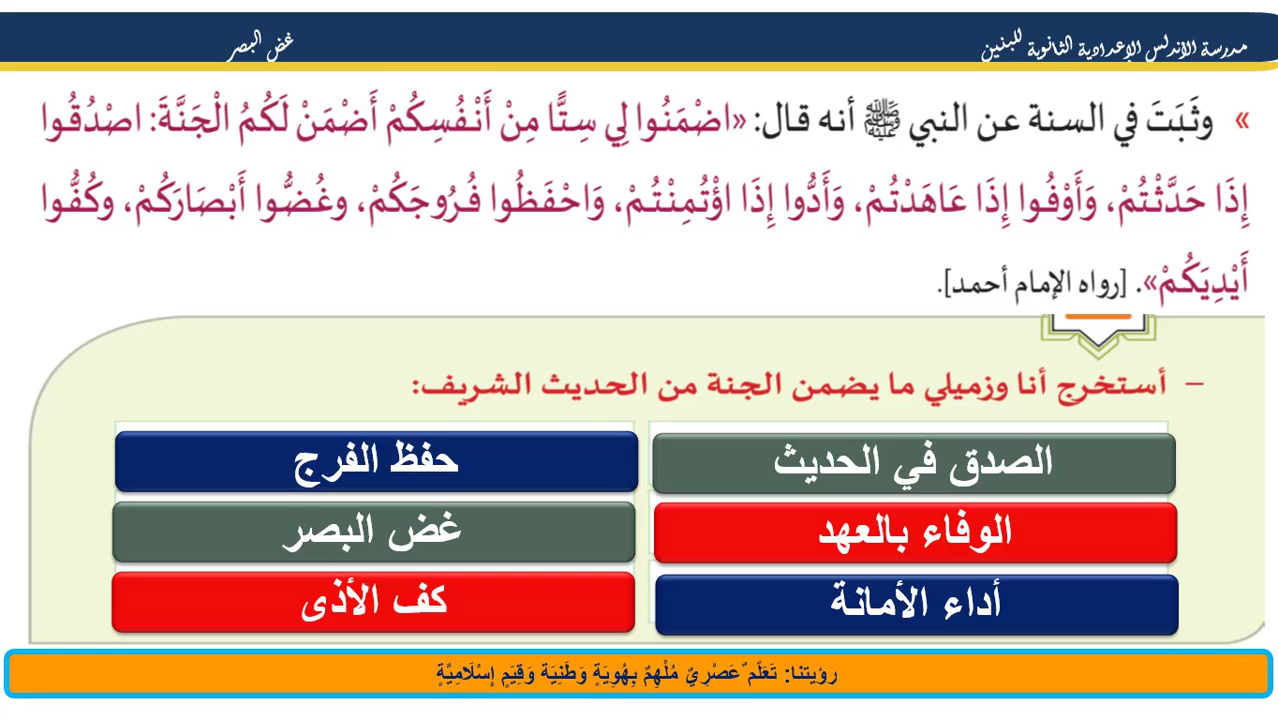 مدرسة الأندلس الإعدادية الثانوية للبنين
غض البصر
» وثَبَتَ في السنة عن النبي ﷺ أنه قال: «اضْمَنُوا لِي سِتًّا مِنْ أَنْفُسِكُمْ أَضْمَنْ لَكُمُ الْجَنَّةَ: اصْدُقُوا
إِذَا حَدَّثْتُمْ، وَأَوْفُوا إِذَا عَاهَدْتُمْ، وَأَدُّوا إِذَا اؤْتُمِنْتُمْ، وَاحْفَظُوا فُرُوجَكُمْ، وغُضُّوا أَبْصَارَكُمْ، وكُفُّوا
أَيْدِيَكُمْ». [رواه الإمام أحمد].
– أستخرج أنا وزميلي ما يضمن الجنة من الحديث الشريف:
الصدق في الحديث
حفظ الفرج
الوفاء بالعهد
غض البصر
أداء الأمانة
كف الأذى
رؤيتنا: تَعَلّم ٌعَصْرِيٌ مُلْهِمٌ بِهُوِيَةٍ وَطَنِيَة وَقِيَمٍ إِسْلَامِيَّةٍ